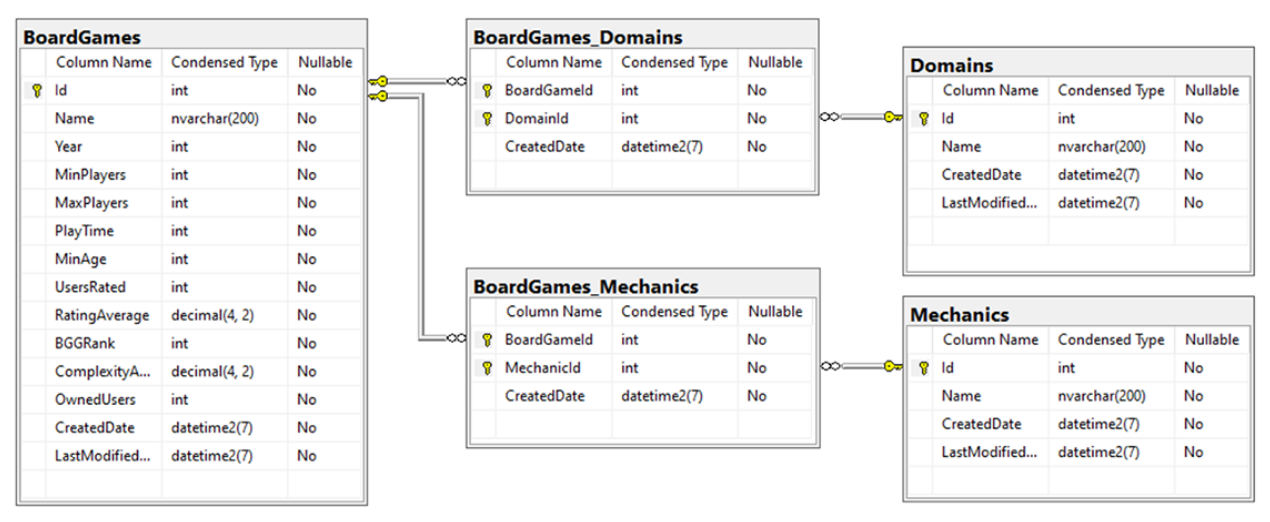 BoardGames
Column Name Condensed Type Nullable
Id int No
Name nvarchar(200) No
Year int No
MinPlayers int No
MaxPlayers int No
PlayTime int No
MinAge int No
UsersRated int No
RatingAverage decimal(4, 2) No
BGGRank int No
ComplexityA... decimal(4, 2) No
OwnedUsers int No
CreatedDate datetime2(7) No
LastModified... datetime2(7) No
BoardGames_Domains
Column Name Condensed Type Nullable
BoardGameId int No
DomainId int No
CreatedDate datetime2(7) No
BoardGames_Mechanics
Column Name Condensed Type Nullable
BoardGameId int No
MechanicId int No
CreatedDate datetime2(7) No
Domains
Column Name Condensed Type Nullable
Id int No
Name nvarchar(200) No
CreatedDate datetime2(7) No
LastModified... datetime2(7) No
Mechanics
Column Name Condensed Type Nullable
Id int No
Name nvarchar(200) No
CreatedDate datetime2(7) No
LastModified... datetime2(7) No